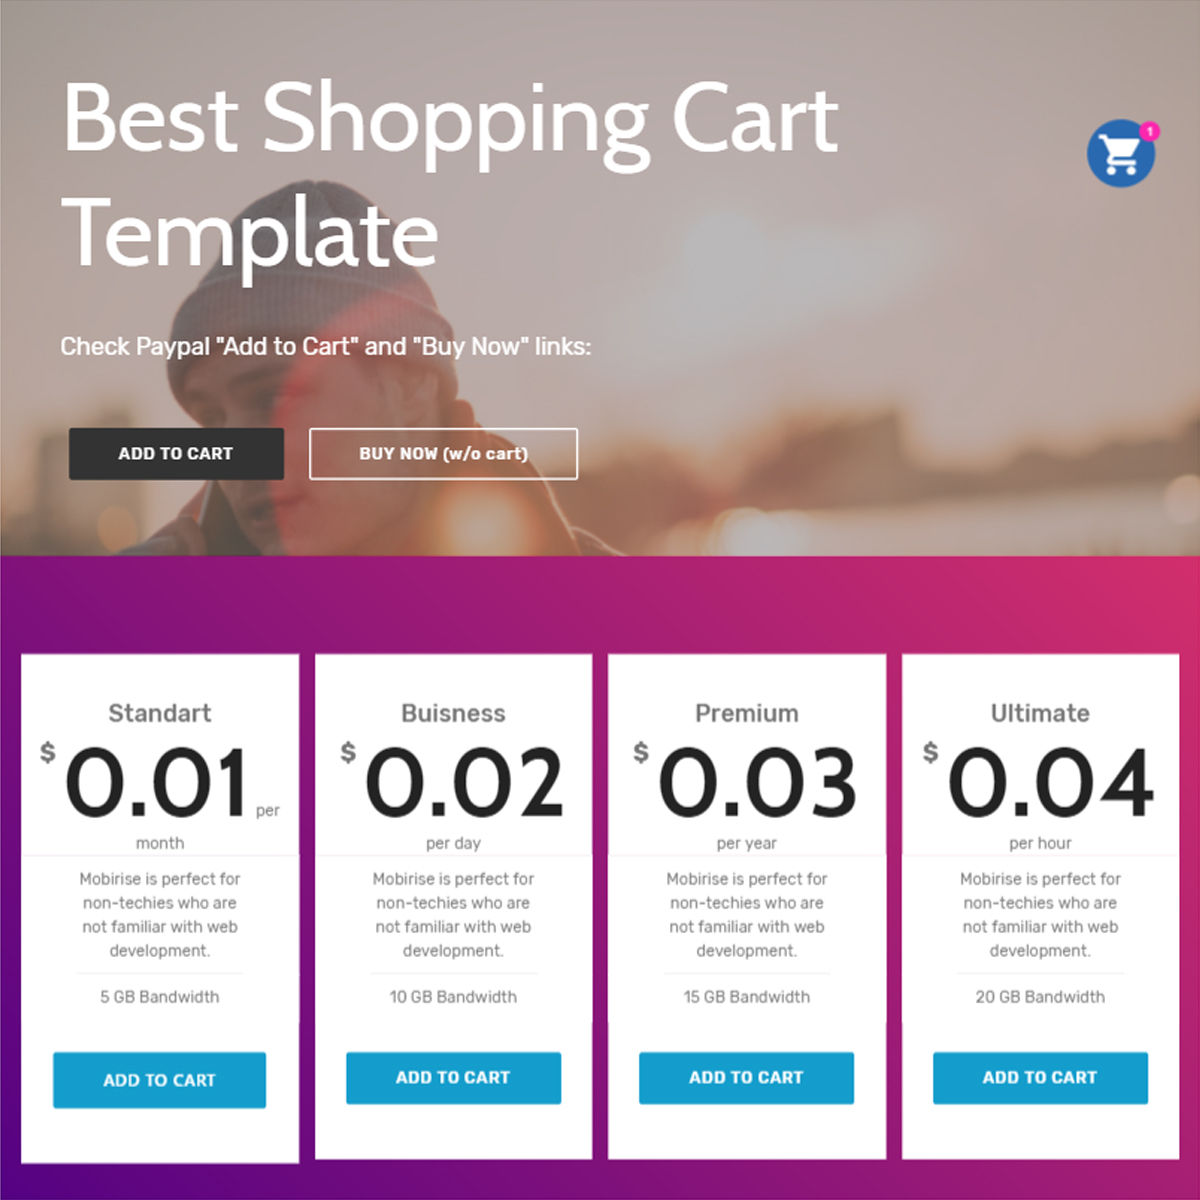 Best Shopping Cart
Template
1
Check Paypal "Add to Cart" and "Buy Now" links:
ADD TO CART
BUY NOW (w/o cart)
Standart
$ 0.01 per
month
Mobirise is perfect for
non-techies who are
not familiar with web
development.
5 GB Bandwidth
ADD TO CART
Buisness
$ 0.02
per day
Mobirise is perfect for
non-techies who are
not familiar with web
development.
10 GB Bandwidth
ADD TO CART
Premium
$ 0.03
per year
Mobirise is perfect for
non-techies who are
not familiar with web
development.
15 GB Bandwidth
ADD TO CART
Ultimate
$ 0.04
per hour
Mobirise is perfect for
non-techies who are
not familiar with web
development.
20 GB Bandwidth
ADD TO CART